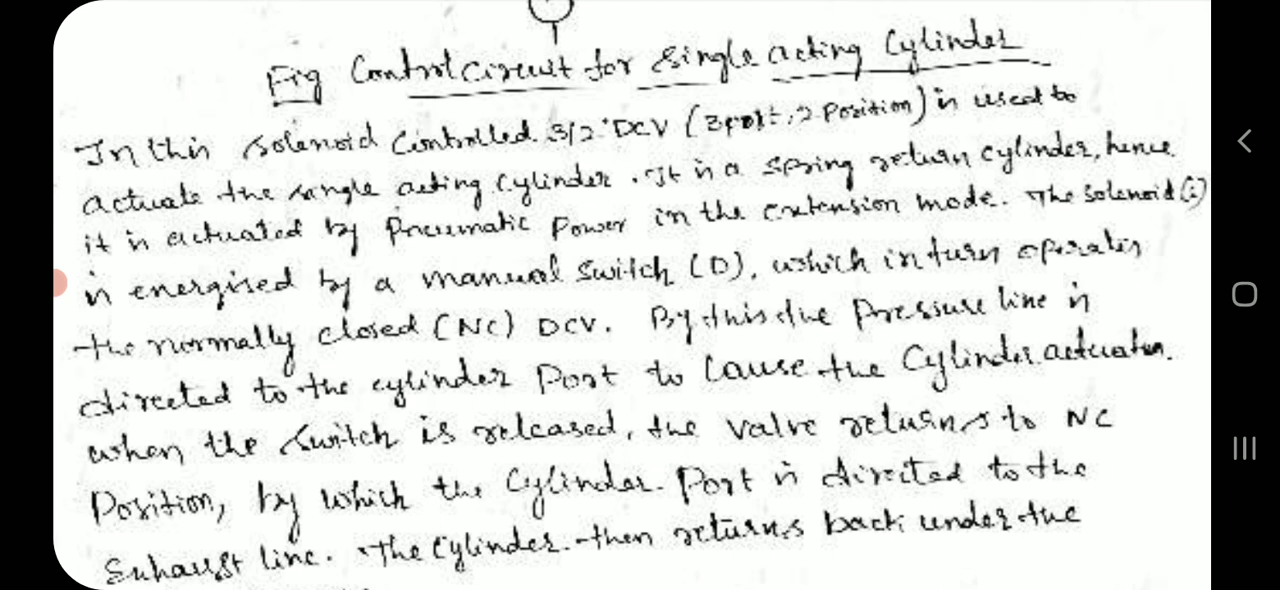 Fig Control circuit for single acting Cylinder
In this solenoid Controlled 3/2 DCV (3port, 2 Position) is used to
actuate the single acting cylinder. It is a spring return cylinder, hence
it is actuated by Pneumatic Power in the extension mode. The solenoid (i)
is energised by a manual switch (D), which in turn operates
the normally closed (NC) DCV. By this the Pressure line is
directed to the cylinder Port to Cause the Cylinder actuation.
when the switch is released, the valve returns to NC
Position, by which the Cylinder Port is directed to the
Exhaust line. The Cylinder then returns back under the